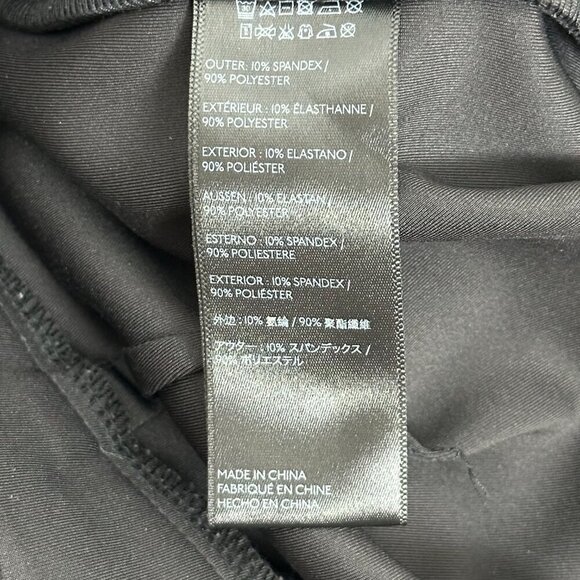 OUTER: 10% SPANDEX /
90% POLYESTER
EXTÉRIEUR : 10% ÉLASTHANNE /
90% POLYESTER
EXTERIOR : 10% ELASTANO /
90% POLIÉSTER
AUSSEN / 10% ELASTAN /
90% POLYESTER
ESTERNO : 10% SPANDEX /
90% POLIESTERE
EXTERIOR : 10% SPANDEX /
90% POLIÉSTER
外边 : 10% 氨纶 / 90% 聚酯纖維
アウター : 10% スパンデックス /
90% ポリエステル
MADE IN CHINA
FABRIQUÉ EN CHINE
HECHO EN CHINA